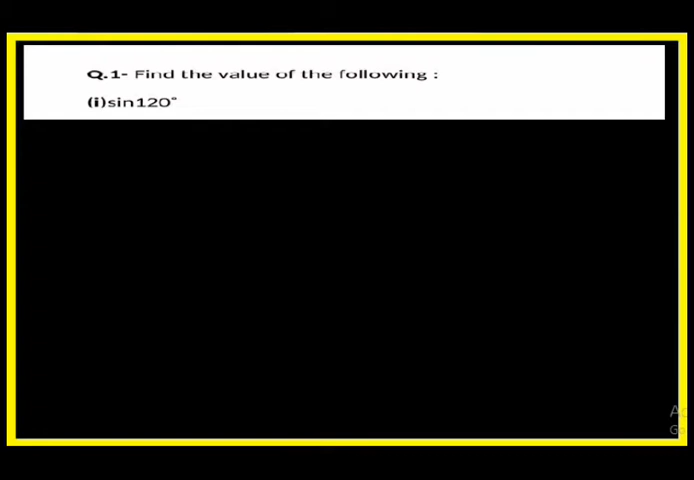 Q.1- Find the value of the following :
(i)sin120°